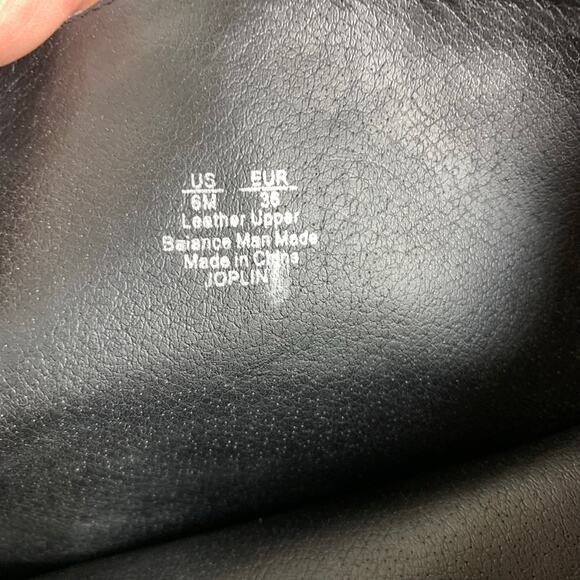 US EUR
6M 36
Leather Upper
Balance Man Made
Made in China
JOPLIN